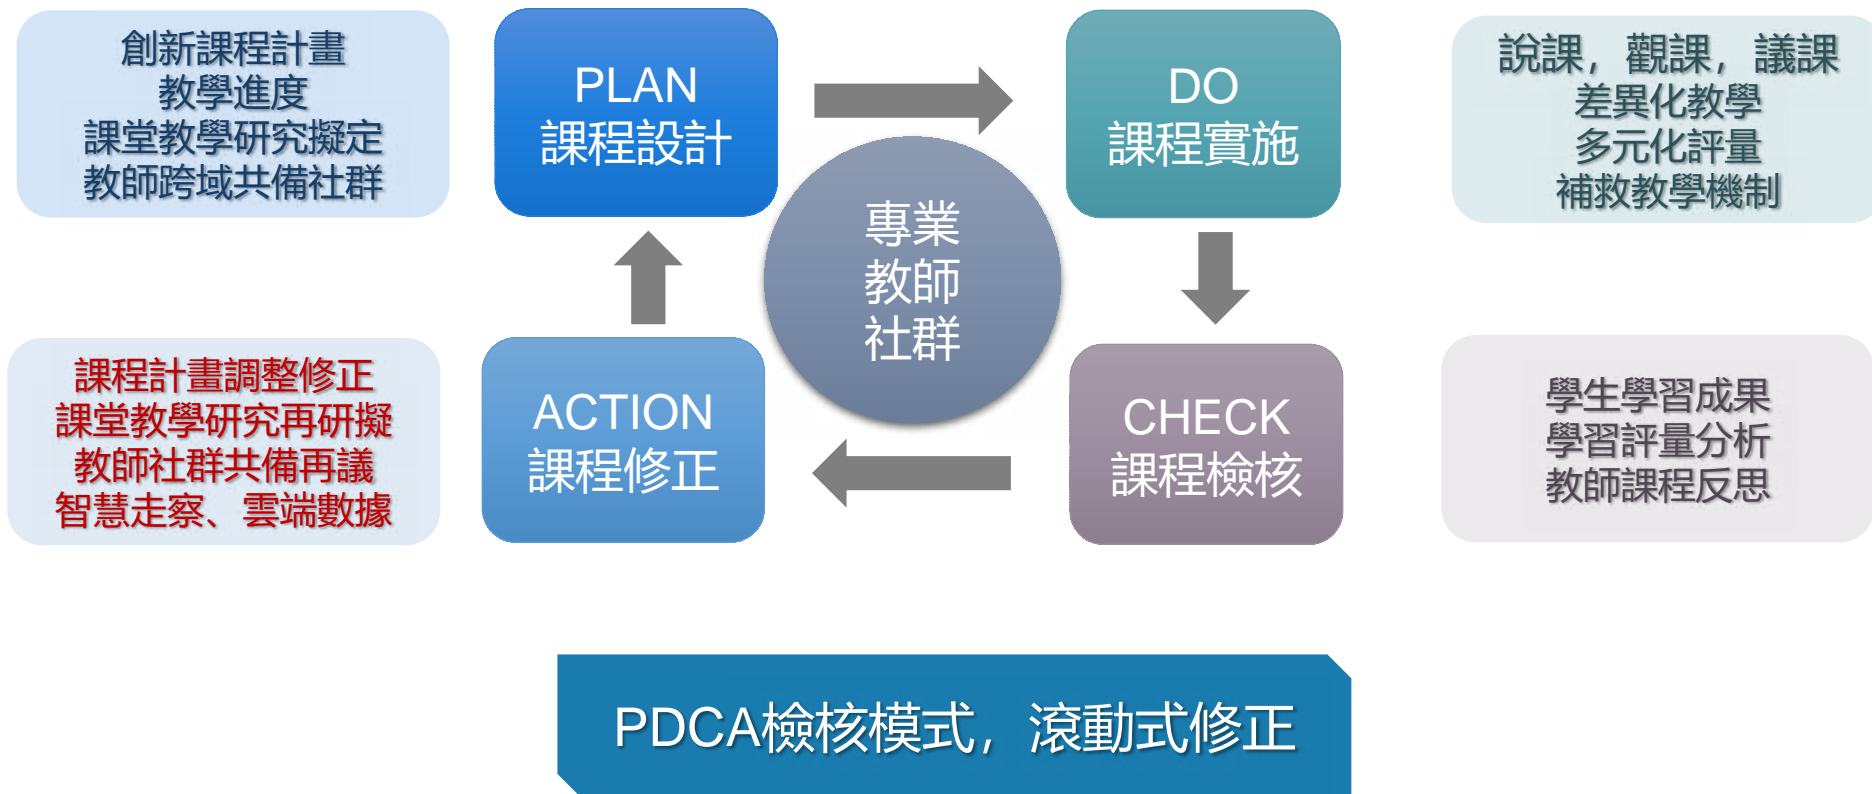 創新課程計畫
教學進度
課堂教學研究擬定
教師跨域共備社群
PLAN
課程設計
DO
課程實施
說課，觀課，議課
差異化教學
多元化評量
補救教學機制
專業
教師
社群
課程計畫調整修正
課堂教學研究再研擬
教師社群共備再議
智慧走察、雲端數據
ACTION
課程修正
CHECK
課程檢核
學生學習成果
學習評量分析
教師課程反思
PDCA檢核模式，滾動式修正